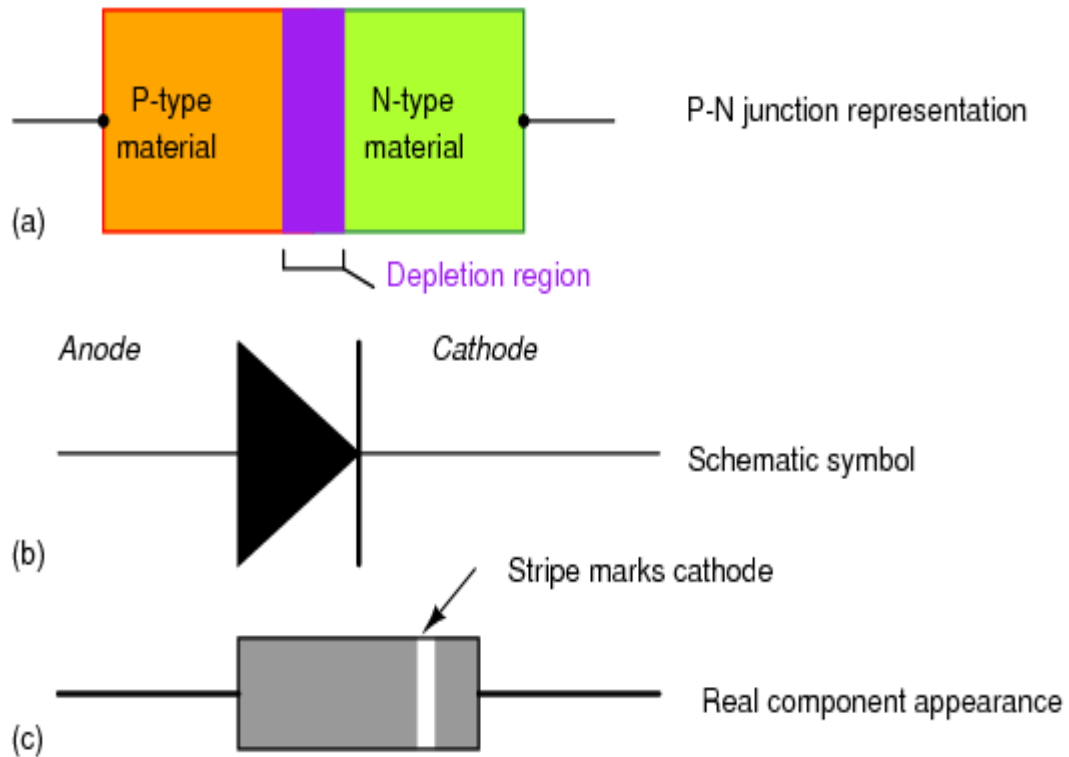 P-type
material
N-type
material
P-N junction representation
(a)
Depletion region
Anode
Cathode
Schematic symbol
(b)
Stripe marks cathode
Real component appearance
(c)